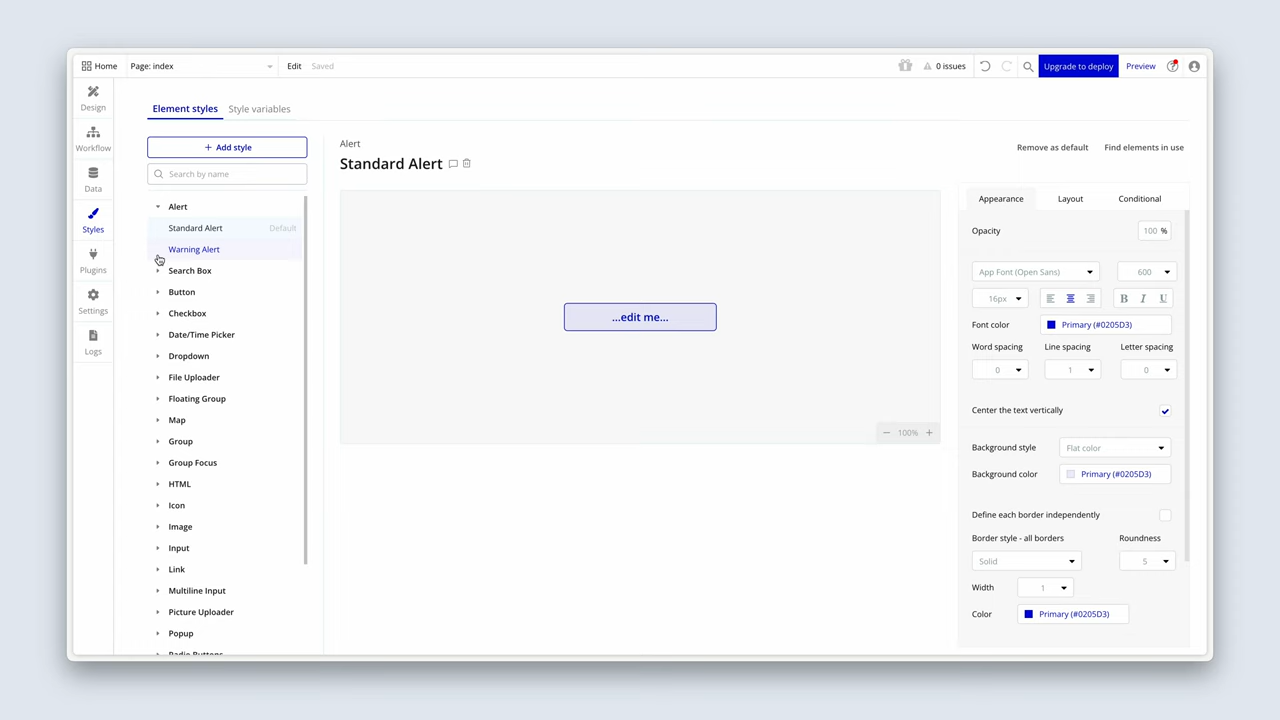 Home
Page: index
Edit
Saved
0 issues
Upgrade to deploy
Preview
Design
Workflow
Data
Styles
Plugins
Settings
Logs
Element styles
Style variables
+ Add style
Search by name
Alert
Standard Alert
Default
Warning Alert
Search Box
Button
Checkbox
Date/Time Picker
Dropdown
File Uploader
Floating Group
Map
Group
Group Focus
HTML
Icon
Image
Input
Link
Multiline Input
Picture Uploader
Popup
Radio Buttons
Alert
Standard Alert
Remove as default
Find elements in use
...edit me...
100%
Appearance
Layout
Conditional
Opacity
100 %
App Font (Open Sans)
600
16px
B I U
Font color
Primary (#0205D3)
Word spacing
Line spacing
Letter spacing
0
1
0
Center the text vertically
Background style
Flat color
Background color
Primary (#0205D3)
Define each border independently
Border style - all borders
Roundness
Solid
5
Width
1
Color
Primary (#0205D3)